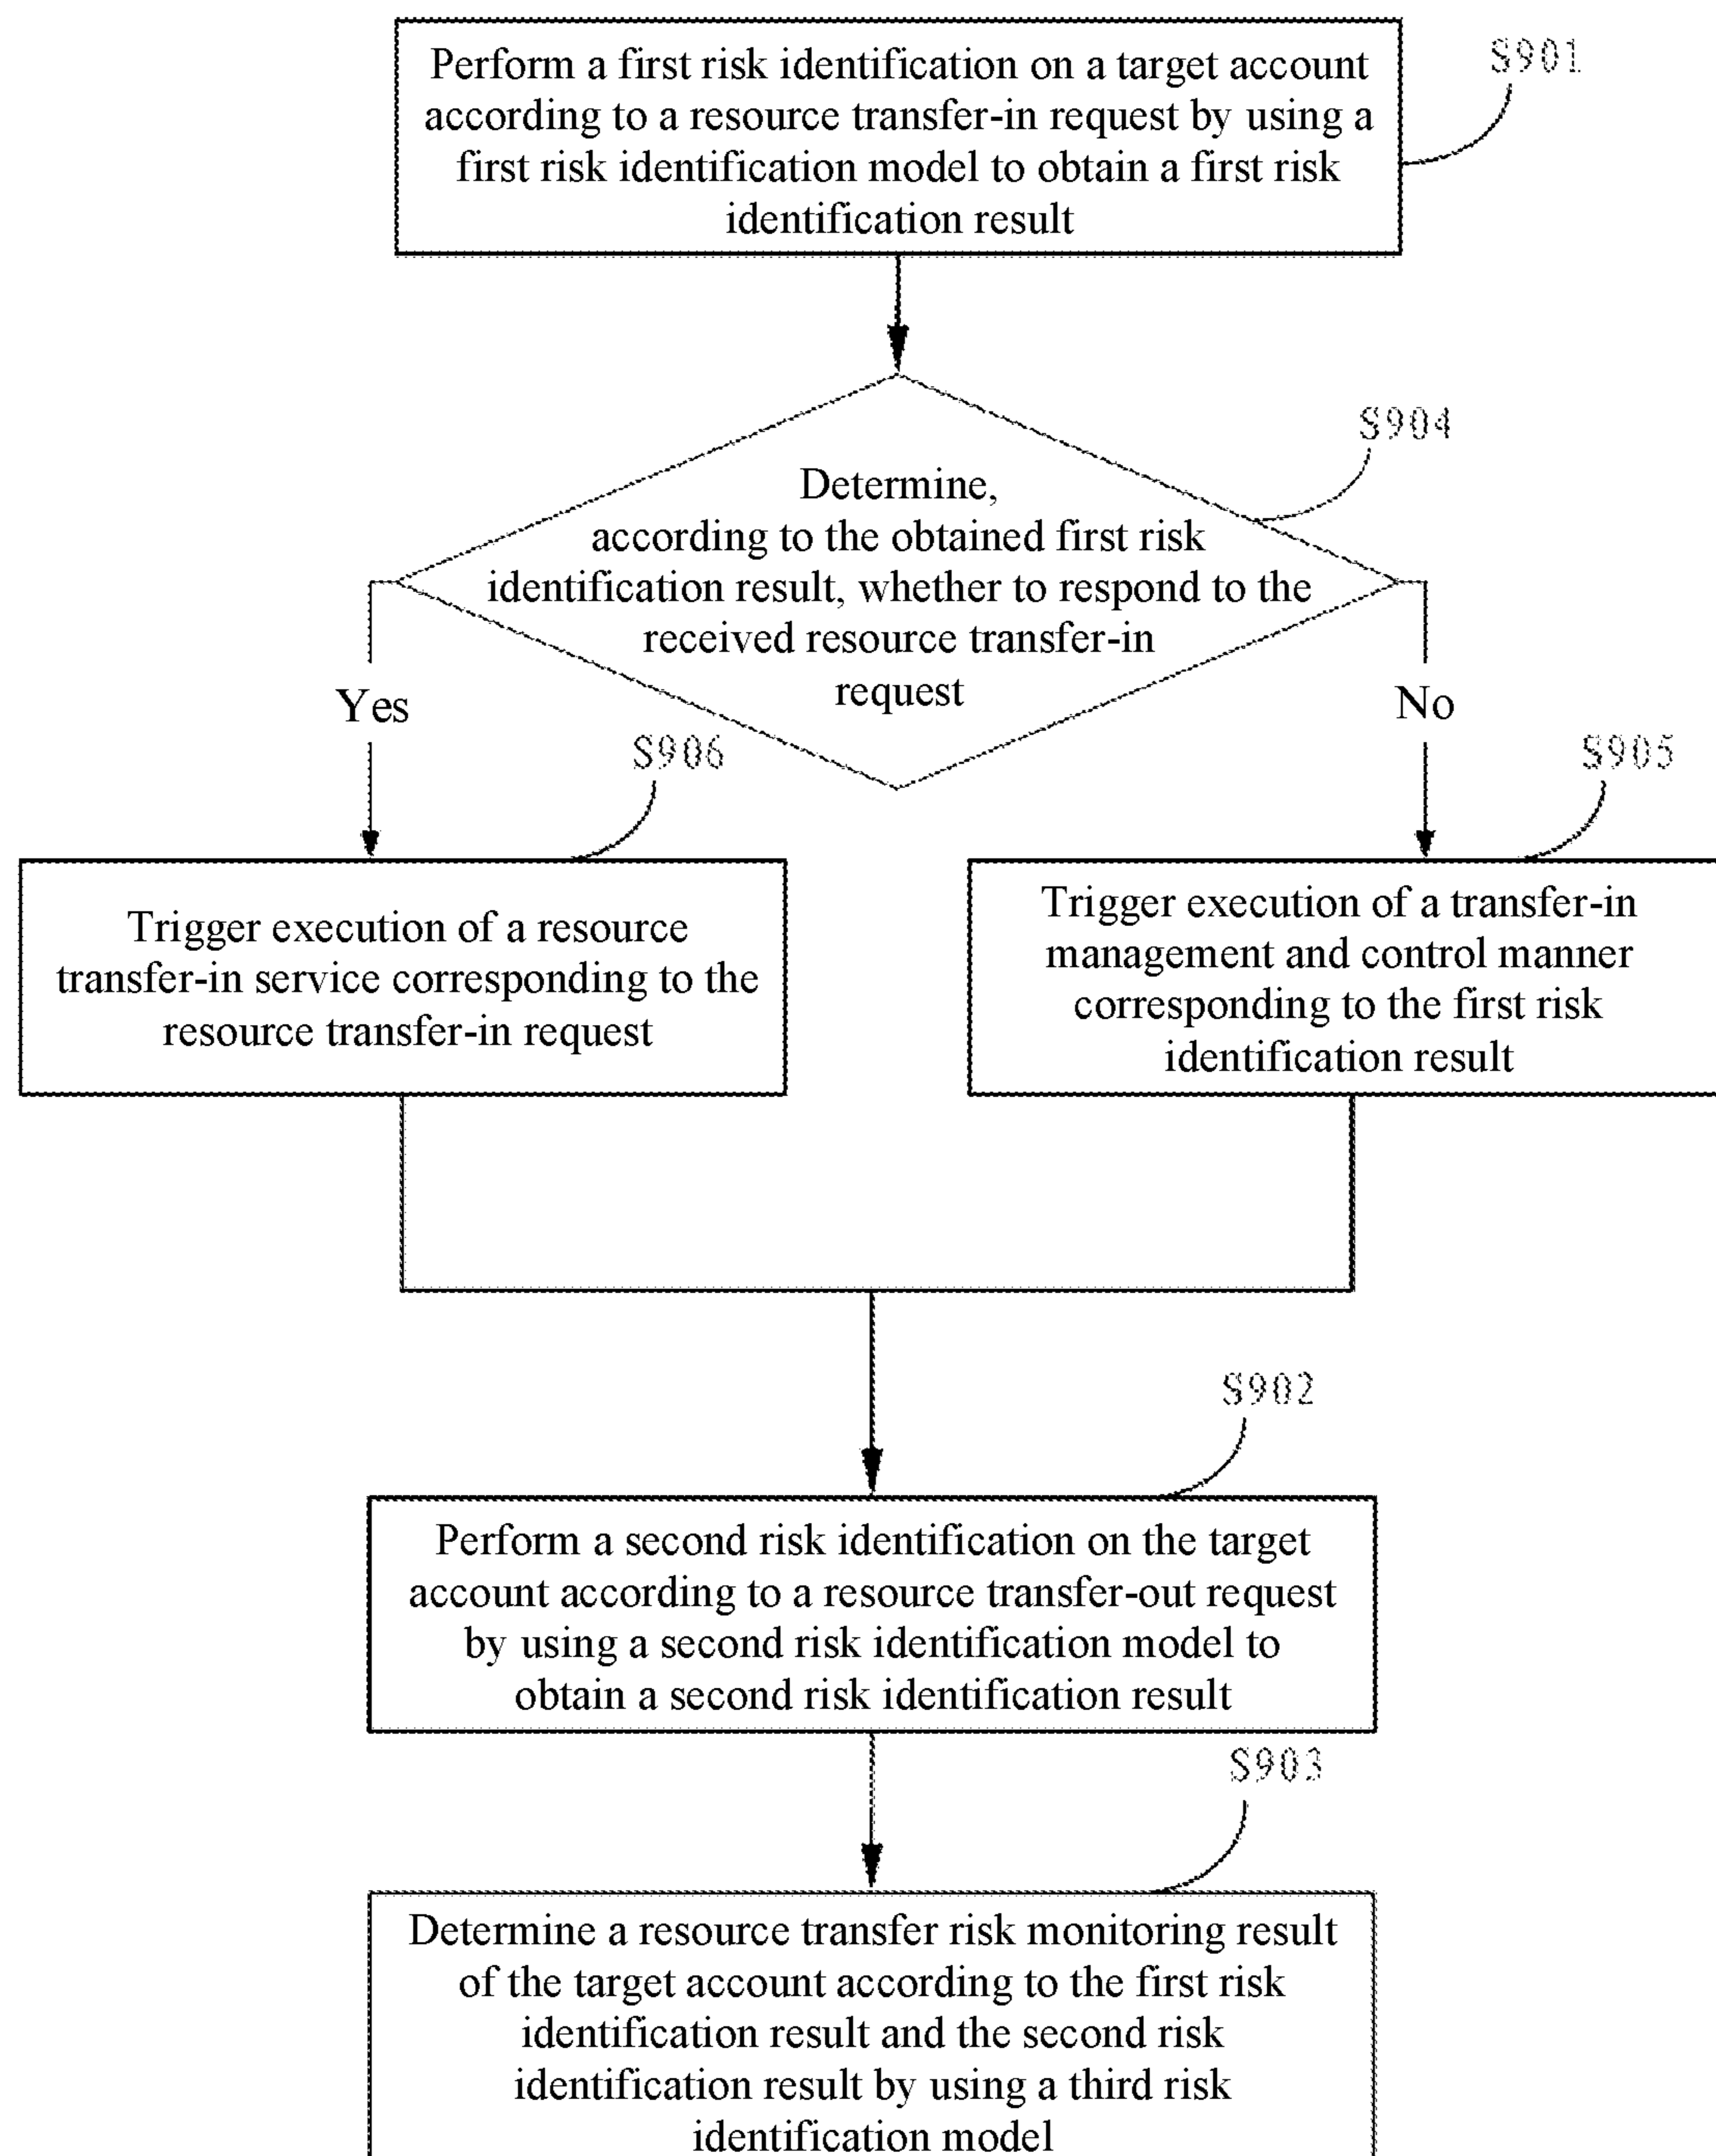 Perform a first risk identification on a target account
according to a resource transfer-in request by using a
first risk identification model to obtain a first risk
identification result
S901
Determine,
according to the obtained first risk
identification result, whether to respond to the
received resource transfer-in
request
S904
Yes
No
S906
S905
Trigger execution of a resource
transfer-in service corresponding to the
resource transfer-in request
Trigger execution of a transfer-in
management and control manner
corresponding to the first risk
identification result
S902
Perform a second risk identification on the target
account according to a resource transfer-out request
by using a second risk identification model to
obtain a second risk identification result
S903
Determine a resource transfer risk monitoring result
of the target account according to the first risk
identification result and the second risk
identification result by using a third risk
identification model